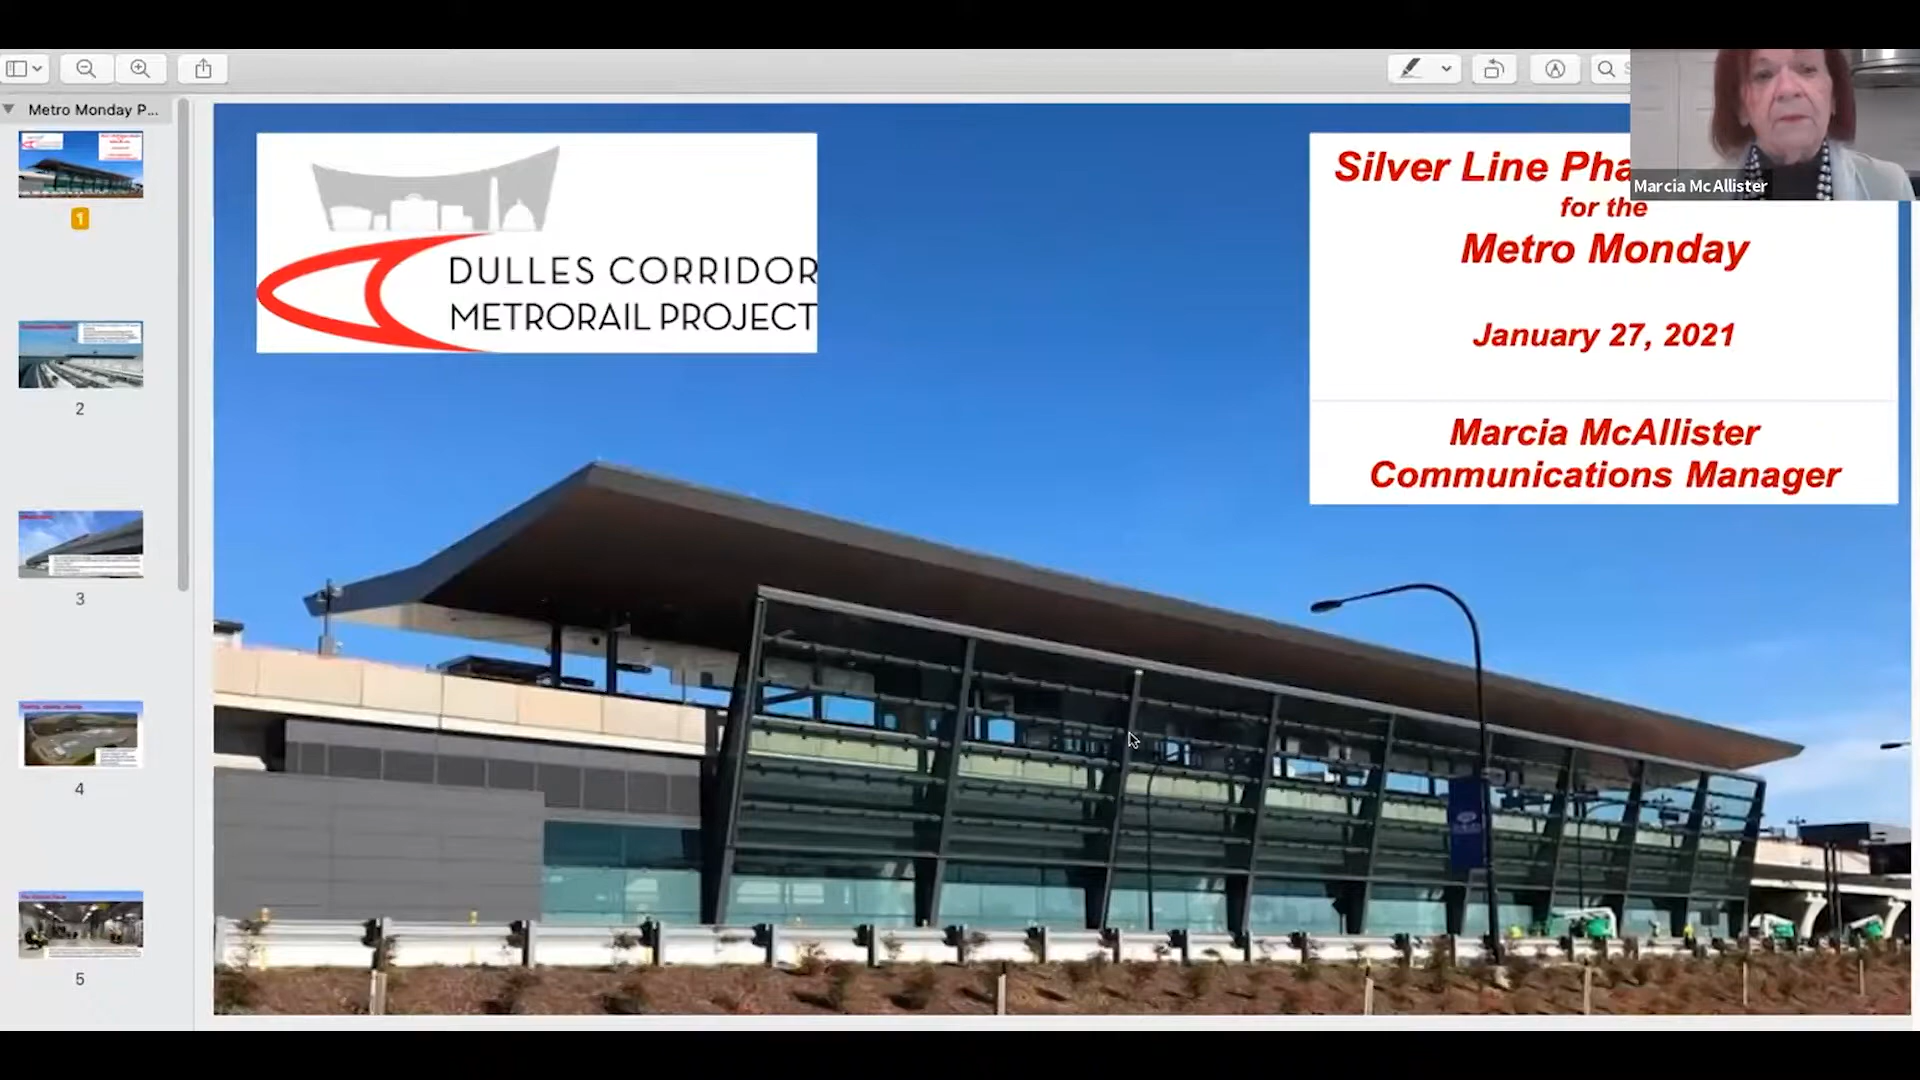 Metro Monday P...
1
2
3
4
5
DULLES CORRIDOR
METRORAIL PROJECT
Silver Line Pha
for the
Metro Monday
January 27, 2021
Marcia McAllister
Communications Manager
Marcia McAllister